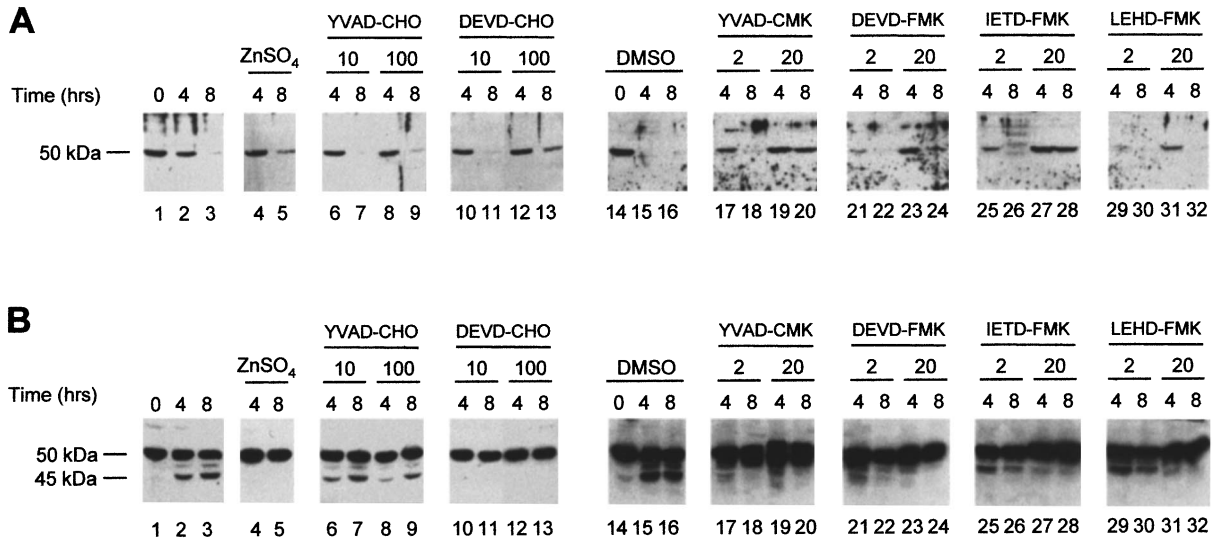 A
YVAD-CHO DEVD-CHO YVAD-CMK DEVD-FMK IETD-FMK LEHD-FMK
ZnSO4 10 100 10 100 DMSO 2 20 2 20 2 20 2 20
Time (hrs) 0 4 8 4 8 4 8 4 8 4 8 4 8 0 4 8 4 8 4 8 4 8 4 8 4 8 4 8 4 8 4 8
50 kDa
1 2 3 4 5 6 7 8 9 10 11 12 13 14 15 16 17 18 19 20 21 22 23 24 25 26 27 28 29 30 31 32
B
YVAD-CHO DEVD-CHO YVAD-CMK DEVD-FMK IETD-FMK LEHD-FMK
ZnSO4 10 100 10 100 DMSO 2 20 2 20 2 20 2 20
Time (hrs) 0 4 8 4 8 4 8 4 8 4 8 4 8 0 4 8 4 8 4 8 4 8 4 8 4 8 4 8 4 8 4 8
50 kDa
45 kDa
1 2 3 4 5 6 7 8 9 10 11 12 13 14 15 16 17 18 19 20 21 22 23 24 25 26 27 28 29 30 31 32